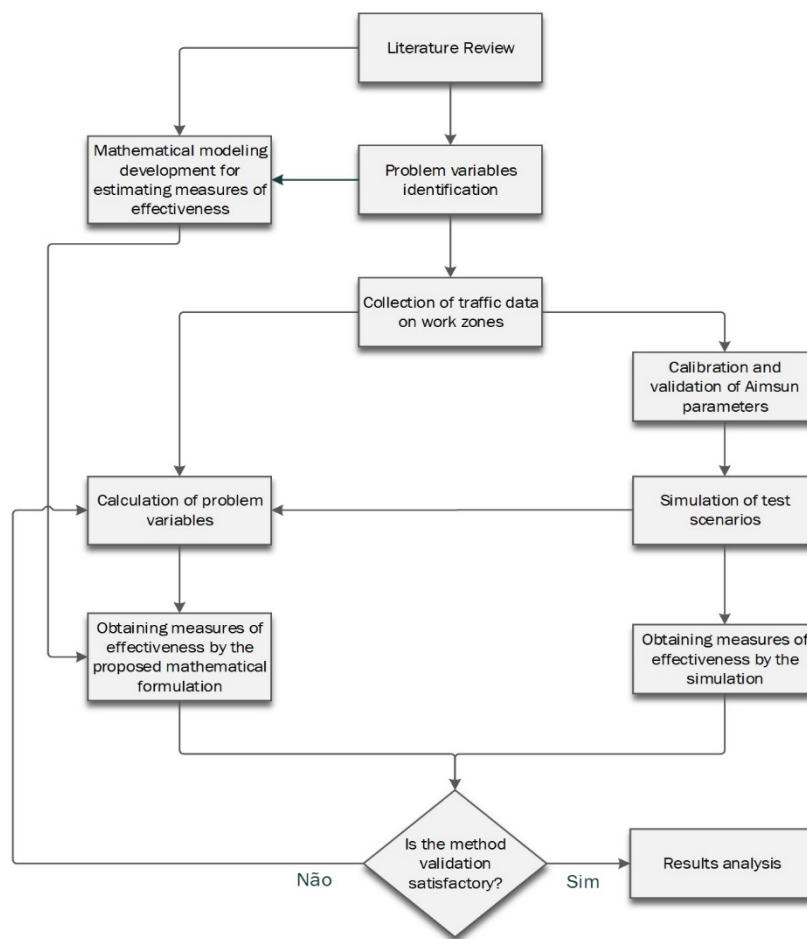 Literature Review
Mathematical modeling
development for
estimating measures of
effectiveness
Problem variables
identification
Collection of traffic data
on work zones
Calibration and
validation of Aimsun
parameters
Calculation of problem
variables
Simulation of test
scenarios
Obtaining measures of
effectiveness by the
proposed mathematical
formulation
Obtaining measures of
effectiveness by the
simulation
Is the method
validation
satisfactory?
Não
Sim
Results analysis